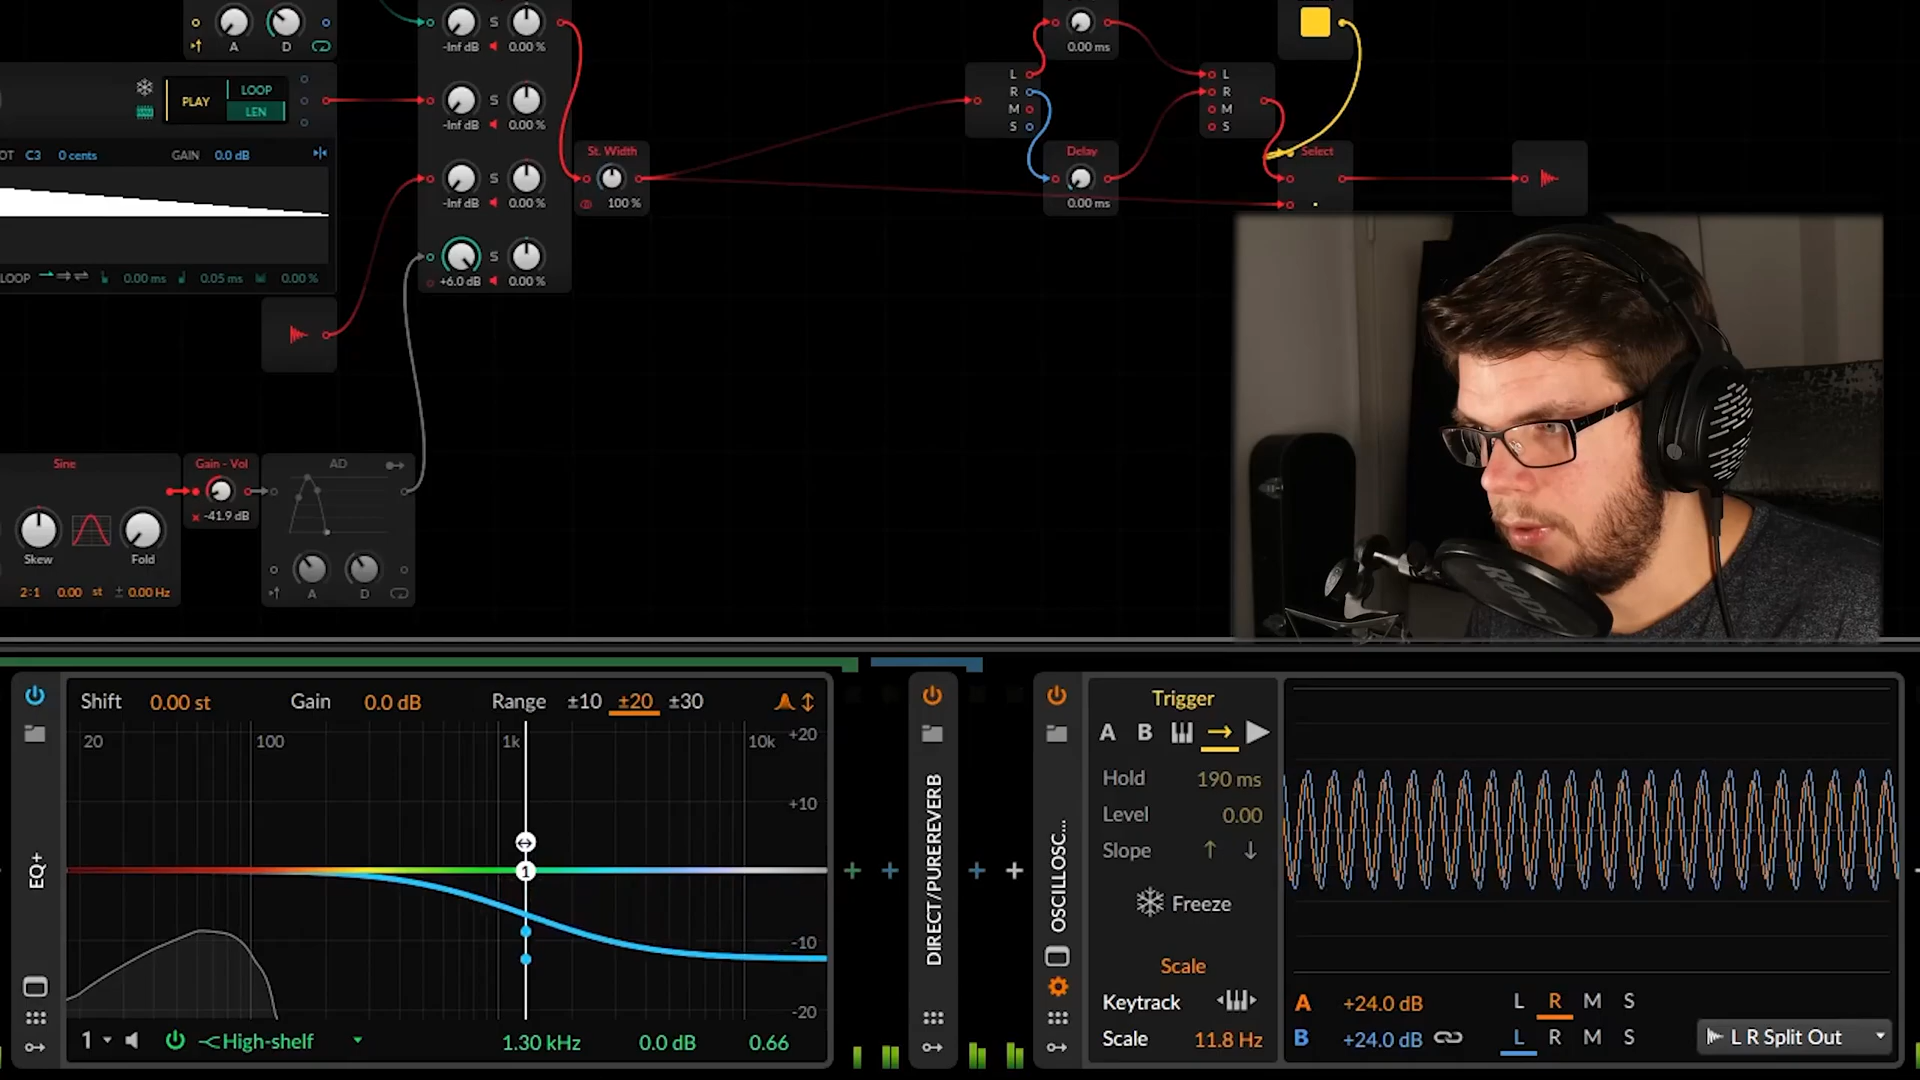 A D
-Inf dB S 0.00 %
0.00 ms
PLAY LOOP
LEN
-Inf dB S 0.00 %
L
R
M
S
L
R
M
S
OT C3 0 cents GAIN 0.0 dB
St. Width
Delay
Select
-Inf dB S 0.00 %
100 %
0.00 ms
LOOP 0.00 ms 0.05 ms 0.00 %
+6.0 dB S 0.00 %
Sine
Gain - Vol
AD
-41.9 dB
Skew Fold
A D
2:1 0.00 st ± 0.00 Hz
RODE
Shift 0.00 st Gain 0.0 dB Range ±10 ±20 ±30
20 100 1k 10k +20
+10
-10
-20
EQ+
1 High-shelf 1.30 kHz 0.0 dB 0.66
DIRECT/PUREREVERB
OSCILLOSC...
Trigger
A B
Hold 190 ms
Level 0.00
Slope ↑ ↓
Freeze
Scale
Keytrack
Scale 11.8 Hz
A +24.0 dB L R M S
B +24.0 dB L R M S
L R Split Out